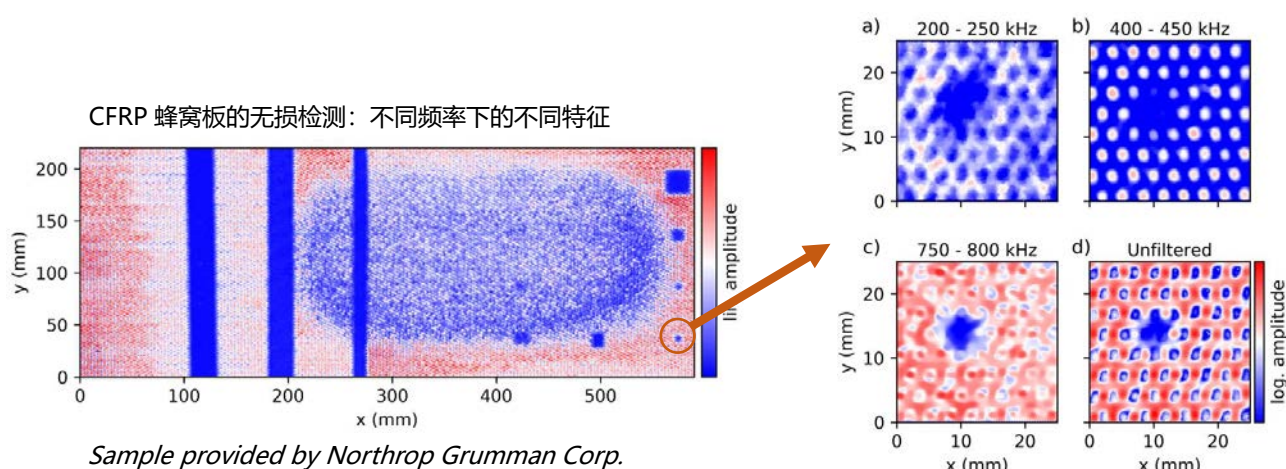 CFRP 蜂窝板的无损检测：不同频率下的不同特征
y (mm)
200
150
100
50
0
0 100 200 300 400 500
x (mm)
amplitude
Sample provided by Northrop Grumman Corp.
a) 200 - 250 kHz
b) 400 - 450 kHz
y (mm)
20
10
0
c) 750 - 800 kHz
d) Unfiltered
y (mm)
20
10
0
0 10 20
0 10 20
x (mm)
x (mm)
log. amplitude